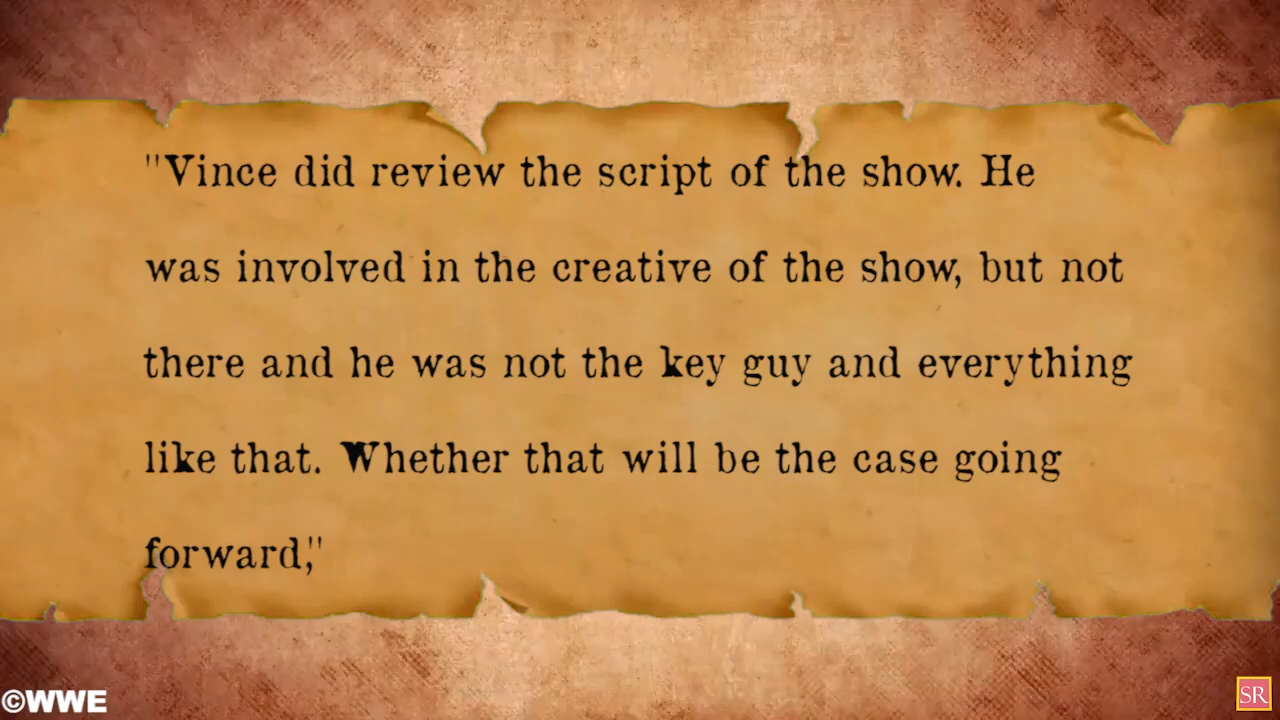 "Vince did review the script of the show. He
was involved in the creative of the show, but not
there and he was not the key guy and everything
like that. Whether that will be the case going
forward,"
©WWE
SR